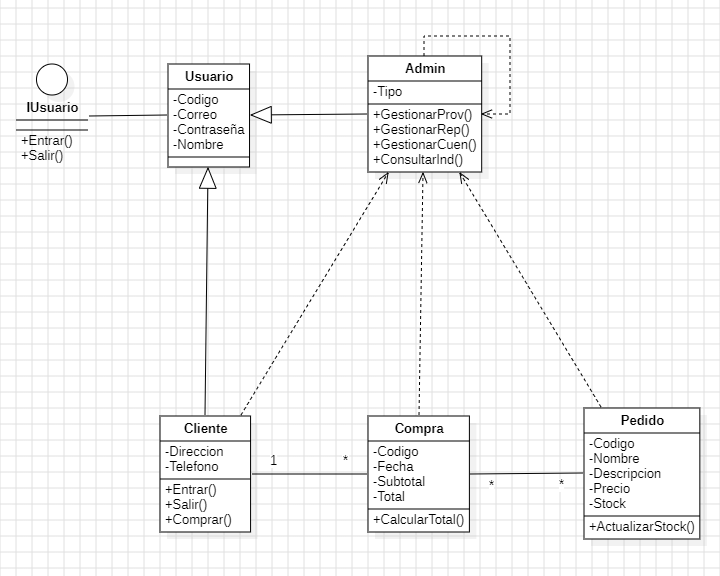 IUsuario
+Entrar()
+Salir()
Usuario
-Codigo
-Correo
-Contraseña
-Nombre
Admin
-Tipo
+GestionarProv()
+GestionarRep()
+GestionarCuen()
+ConsultarInd()
Cliente
-Direccion
-Telefono
+Entrar()
+Salir()
+Comprar()
1
*
Compra
-Codigo
-Fecha
-Subtotal
-Total
+CalcularTotal()
*
*
Pedido
-Codigo
-Nombre
-Descripcion
-Precio
-Stock
+ActualizarStock()